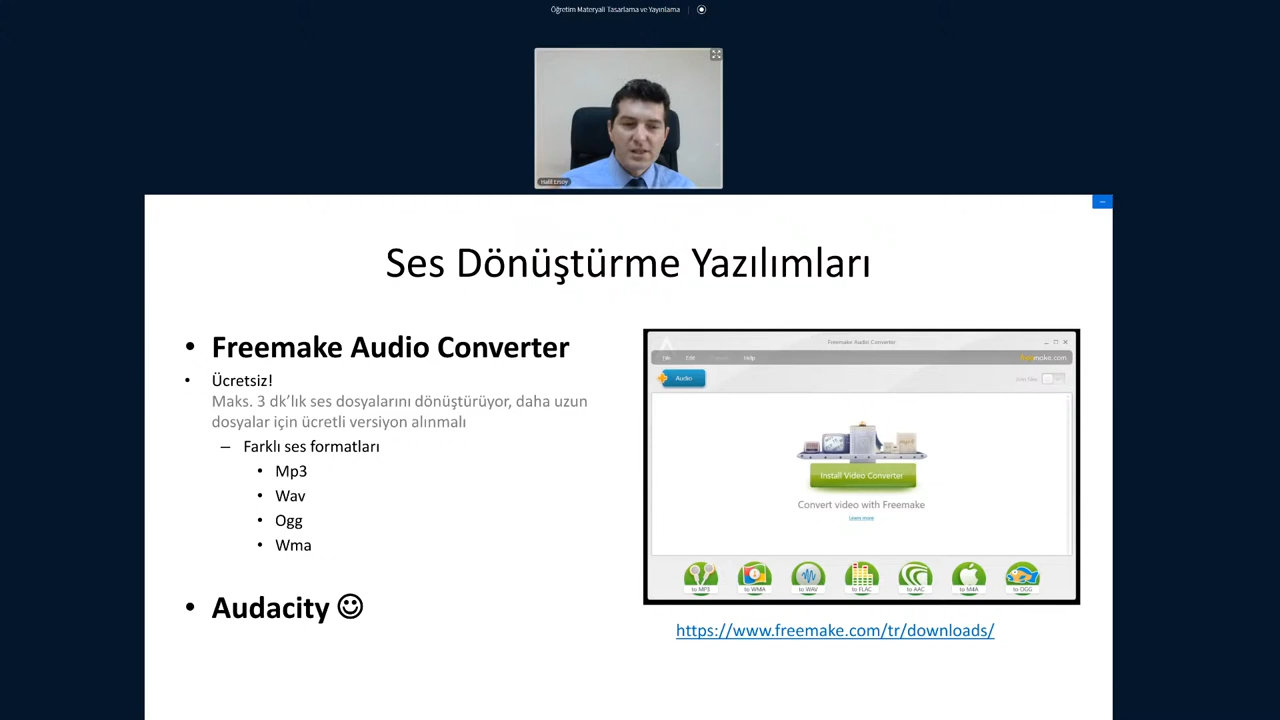 Öğretim Materyali Tasarlama ve Yayınlama
Halil Ersoy
Ses Dönüştürme Yazılımları
• Freemake Audio Converter
• Ücretsiz!
Maks. 3 dk’lık ses dosyalarını dönüştürüyor, daha uzun
dosyalar için ücretli versiyon alınmalı
– Farklı ses formatları
• Mp3
• Wav
• Ogg
• Wma
• Audacity ☺
Freemake Audio Converter
File Edit Help
Audio
Install Video Converter
Convert video with Freemake
Learn more
to MP3 to WMA to WAV to FLAC to AAC to M4A to OGG
https://www.freemake.com/tr/downloads/